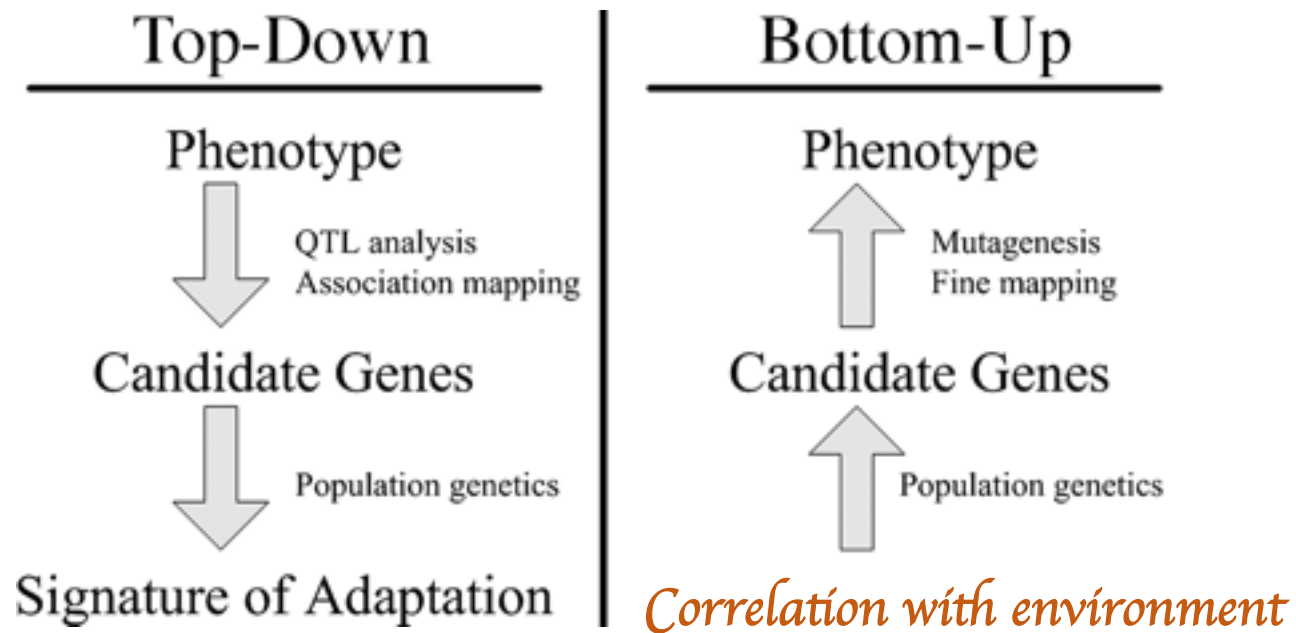 Top-Down
Phenotype
QTL analysis
Association mapping
Candidate Genes
Population genetics
Signature of Adaptation
Bottom-Up
Phenotype
Mutagenesis
Fine mapping
Candidate Genes
Population genetics
Correlation with environment